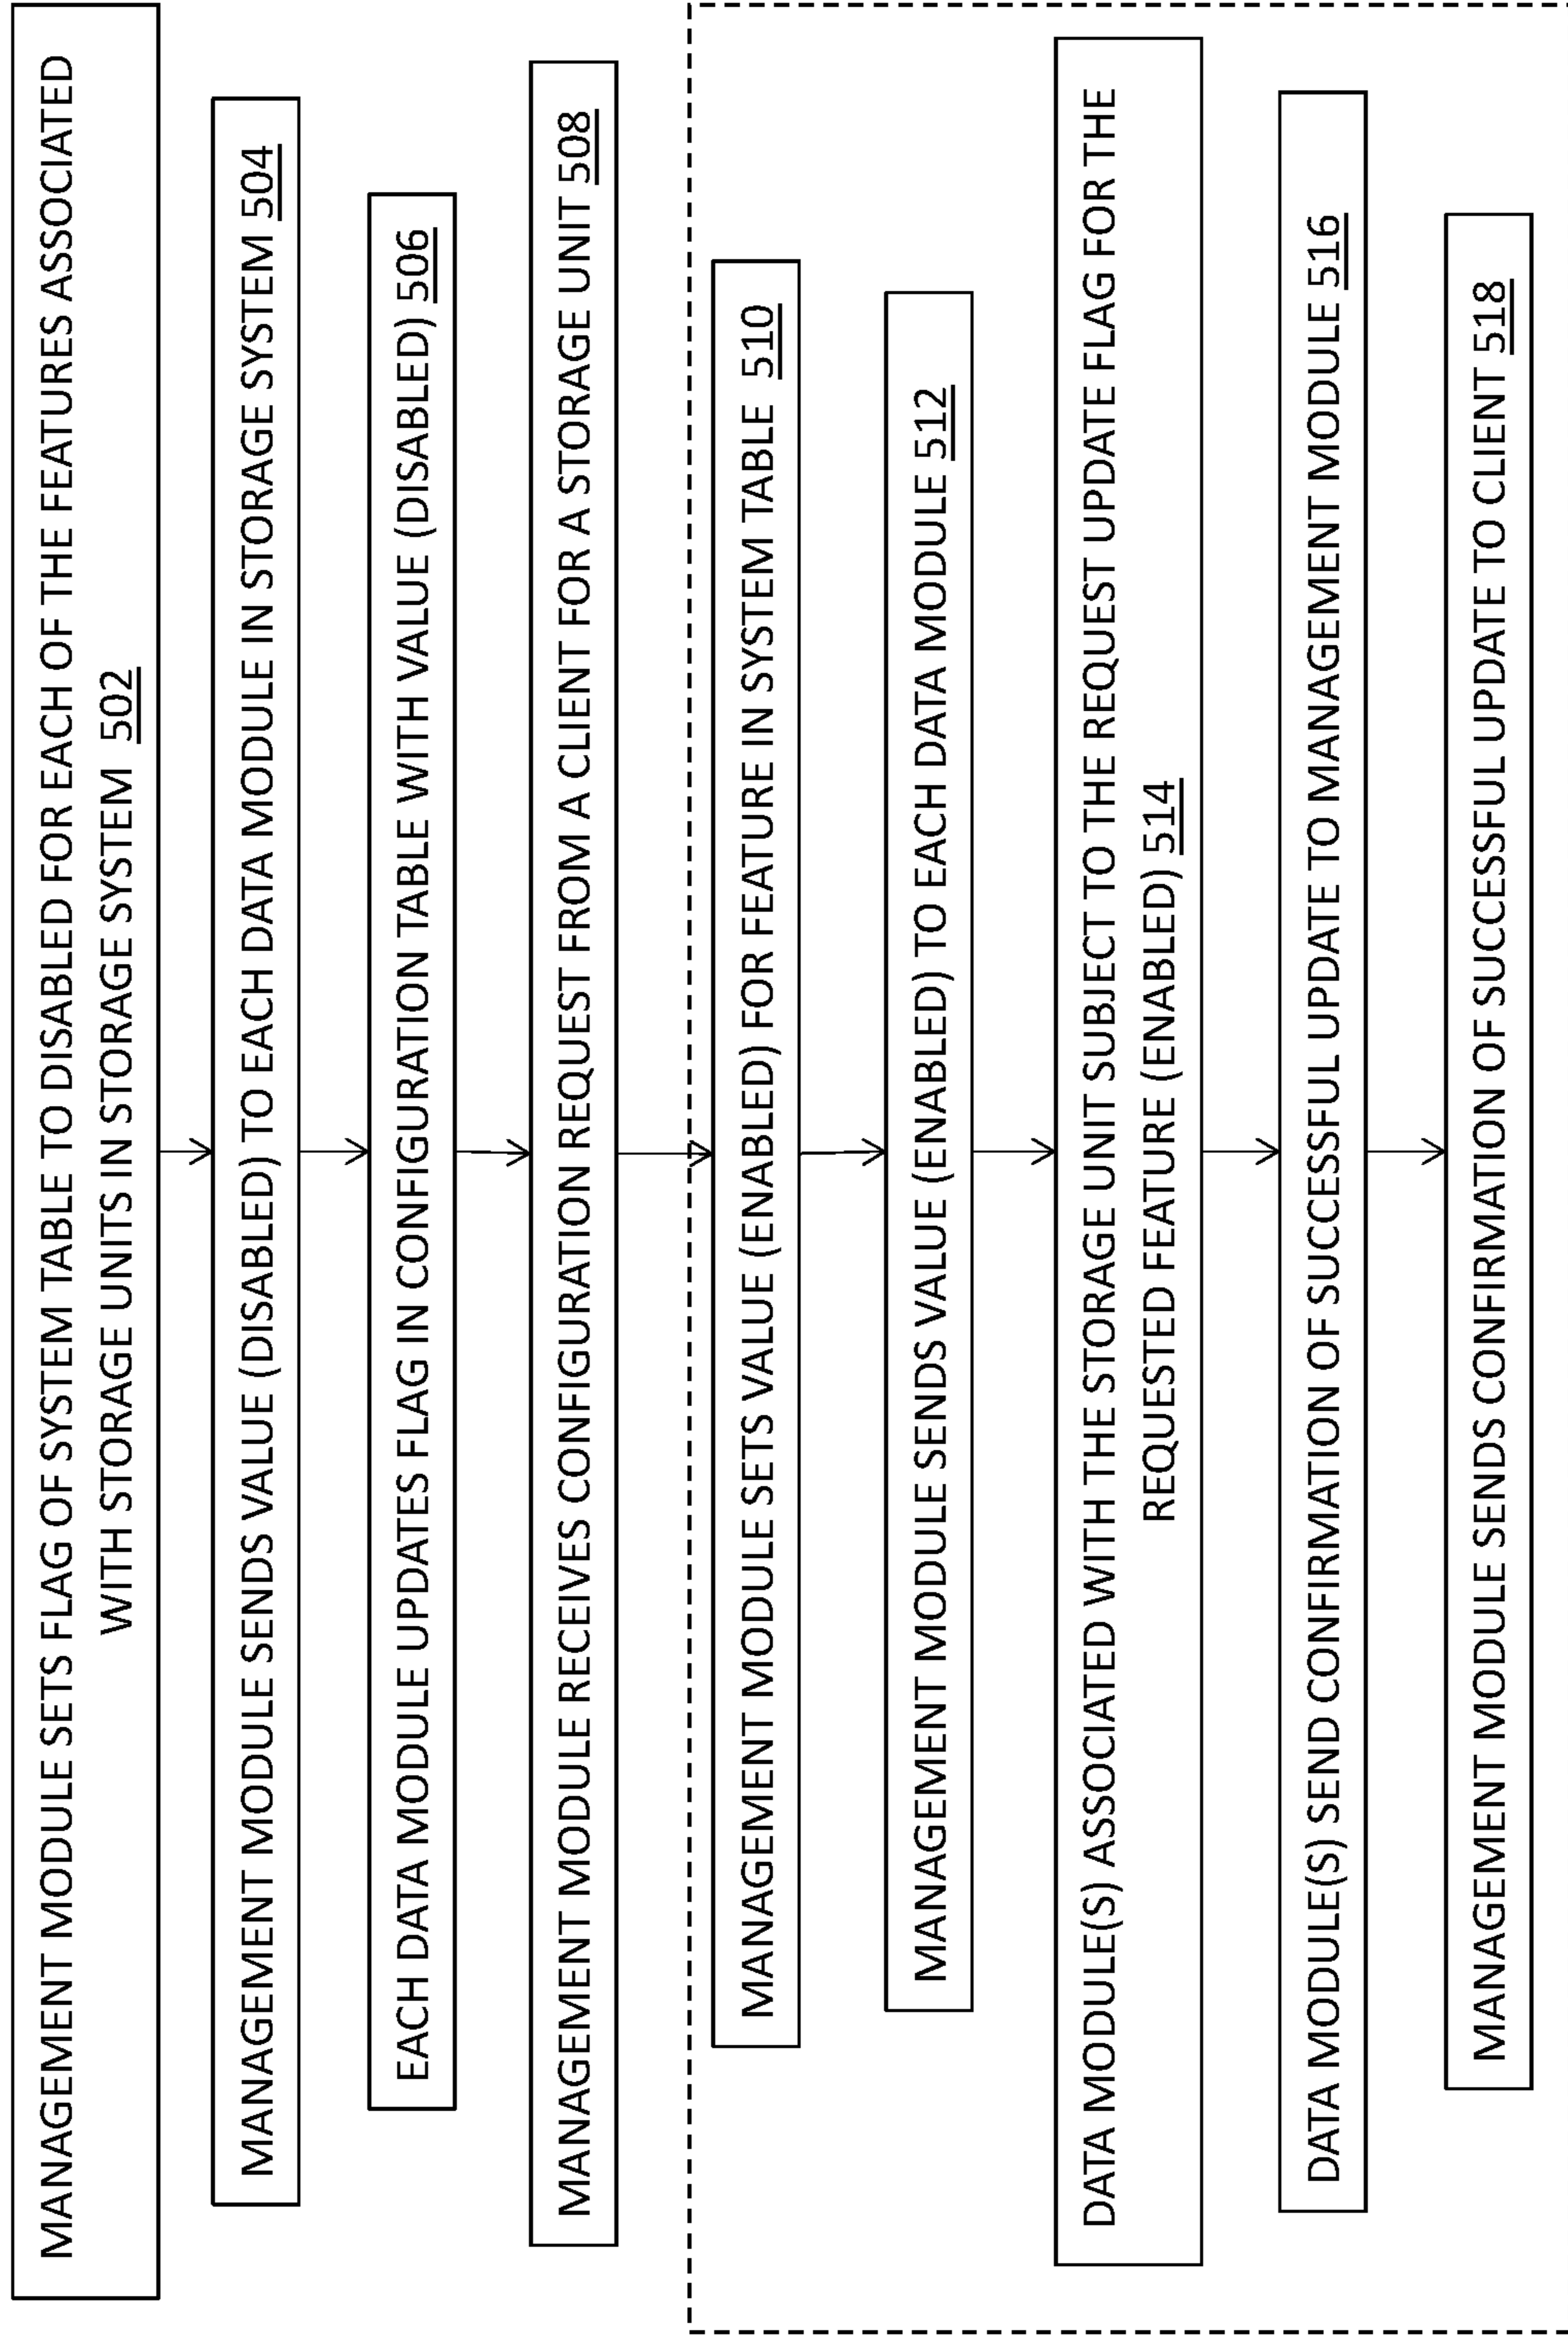 MANAGEMENT MODULE SETS FLAG OF SYSTEM TABLE TO DISABLED FOR EACH OF THE FEATURES ASSOCIATED
WITH STORAGE UNITS IN STORAGE SYSTEM 502
MANAGEMENT MODULE SENDS VALUE (DISABLED) TO EACH DATA MODULE IN STORAGE SYSTEM 504
EACH DATA MODULE UPDATES FLAG IN CONFIGURATION TABLE WITH VALUE (DISABLED) 506
MANAGEMENT MODULE RECEIVES CONFIGURATION REQUEST FROM A CLIENT FOR A STORAGE UNIT 508
MANAGEMENT MODULE SETS VALUE (ENABLED) FOR FEATURE IN SYSTEM TABLE 510
MANAGEMENT MODULE SENDS VALUE (ENABLED) TO EACH DATA MODULE 512
DATA MODULE(S) ASSOCIATED WITH THE STORAGE UNIT SUBJECT TO THE REQUEST UPDATE FLAG FOR THE
REQUESTED FEATURE (ENABLED) 514
DATA MODULE(S) SEND CONFIRMATION OF SUCCESSFUL UPDATE TO MANAGEMENT MODULE 516
MANAGEMENT MODULE SENDS CONFIRMATION OF SUCCESSFUL UPDATE TO CLIENT 518